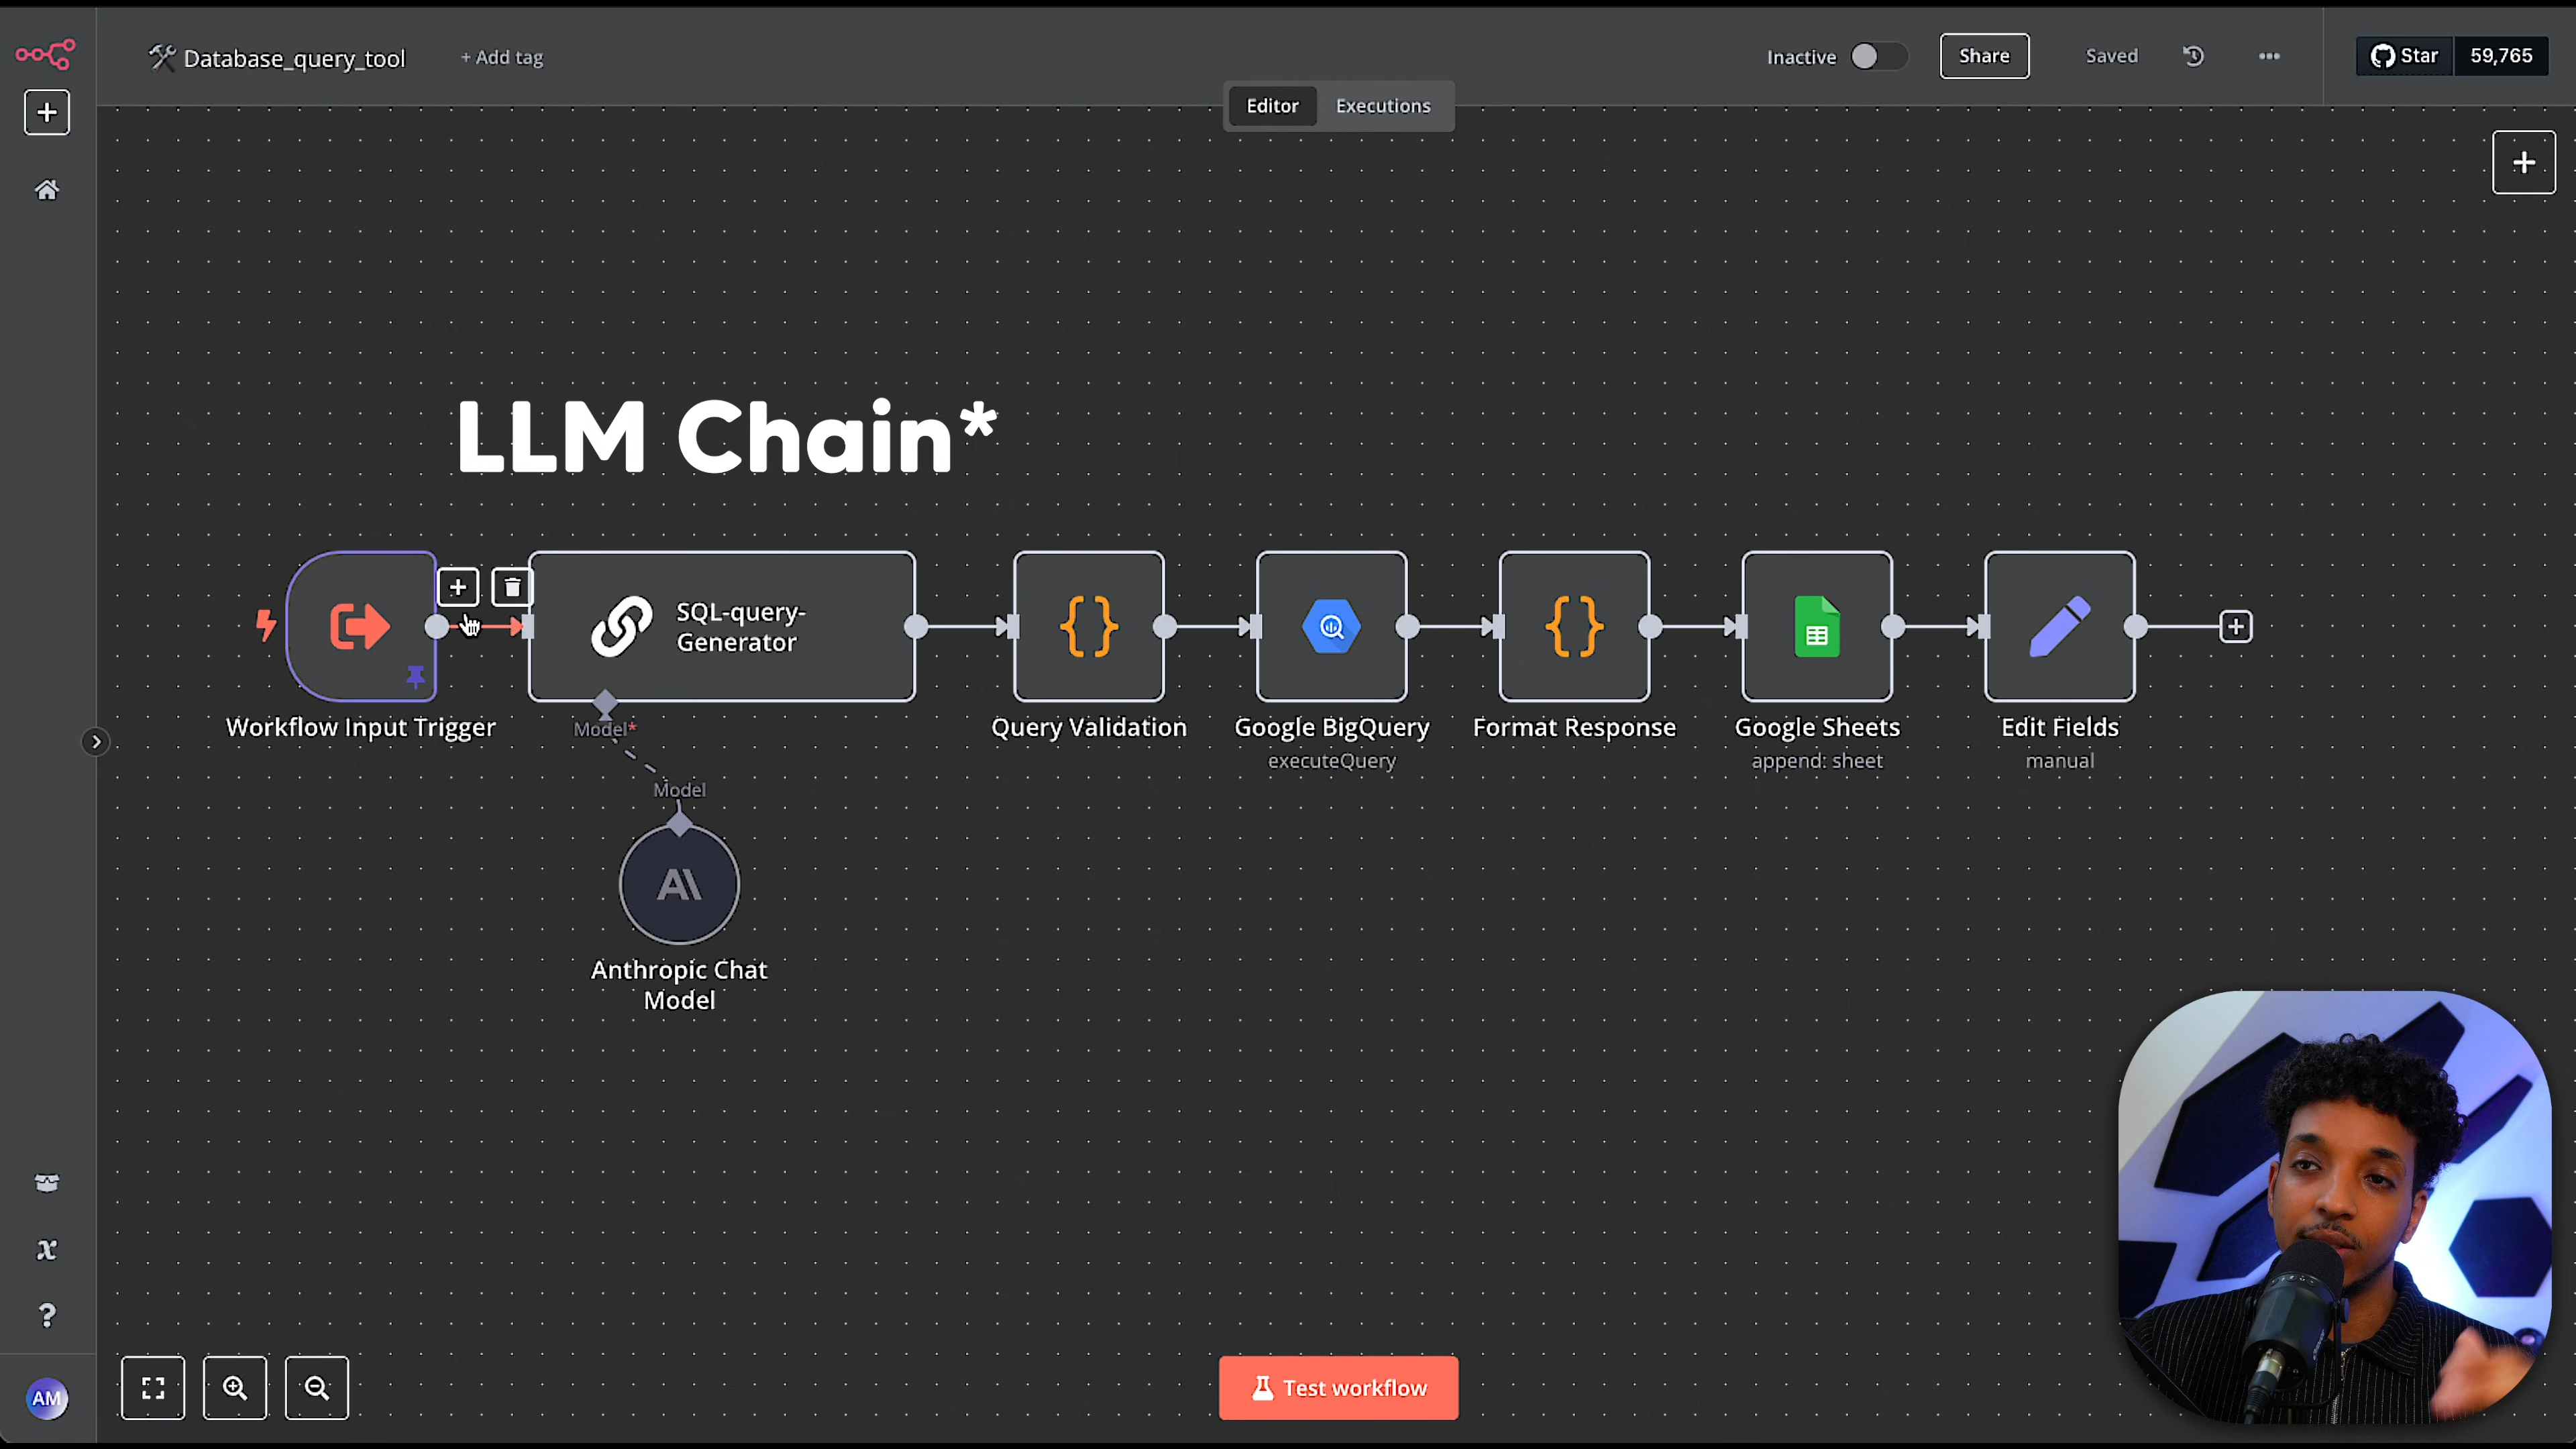 Database_query_tool
+ Add tag
Inactive
Share
Saved
Star
59,765
Editor
Executions
LLM Chain*
SQL-query-
Generator
Workflow Input Trigger
Model*
Query Validation
Google BigQuery
executeQuery
Format Response
Google Sheets
append: sheet
Edit Fields
manual
Model
Anthropic Chat
Model
AM
Test workflow